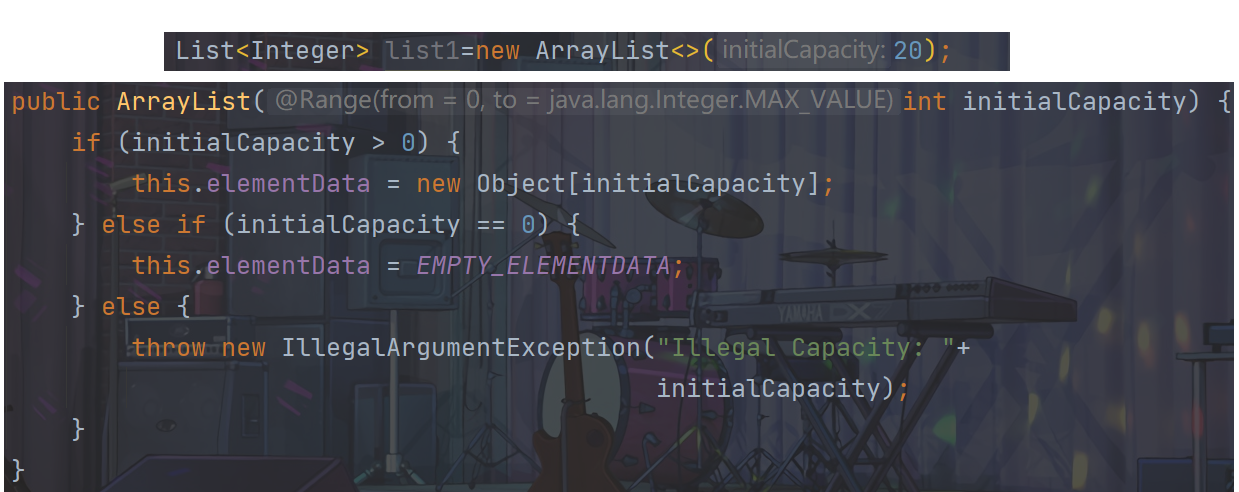 List<Integer> list1=new ArrayList<>( initialCapacity: 20);
public ArrayList( @Range(from = 0, to = java.lang.Integer.MAX_VALUE) int initialCapacity) {
    if (initialCapacity > 0) {
        this.elementData = new Object[initialCapacity];
    } else if (initialCapacity == 0) {
        this.elementData = EMPTY_ELEMENTDATA;
    } else {
        throw new IllegalArgumentException("Illegal Capacity: "+
                                           initialCapacity);
    }
}
YAMAHA DX